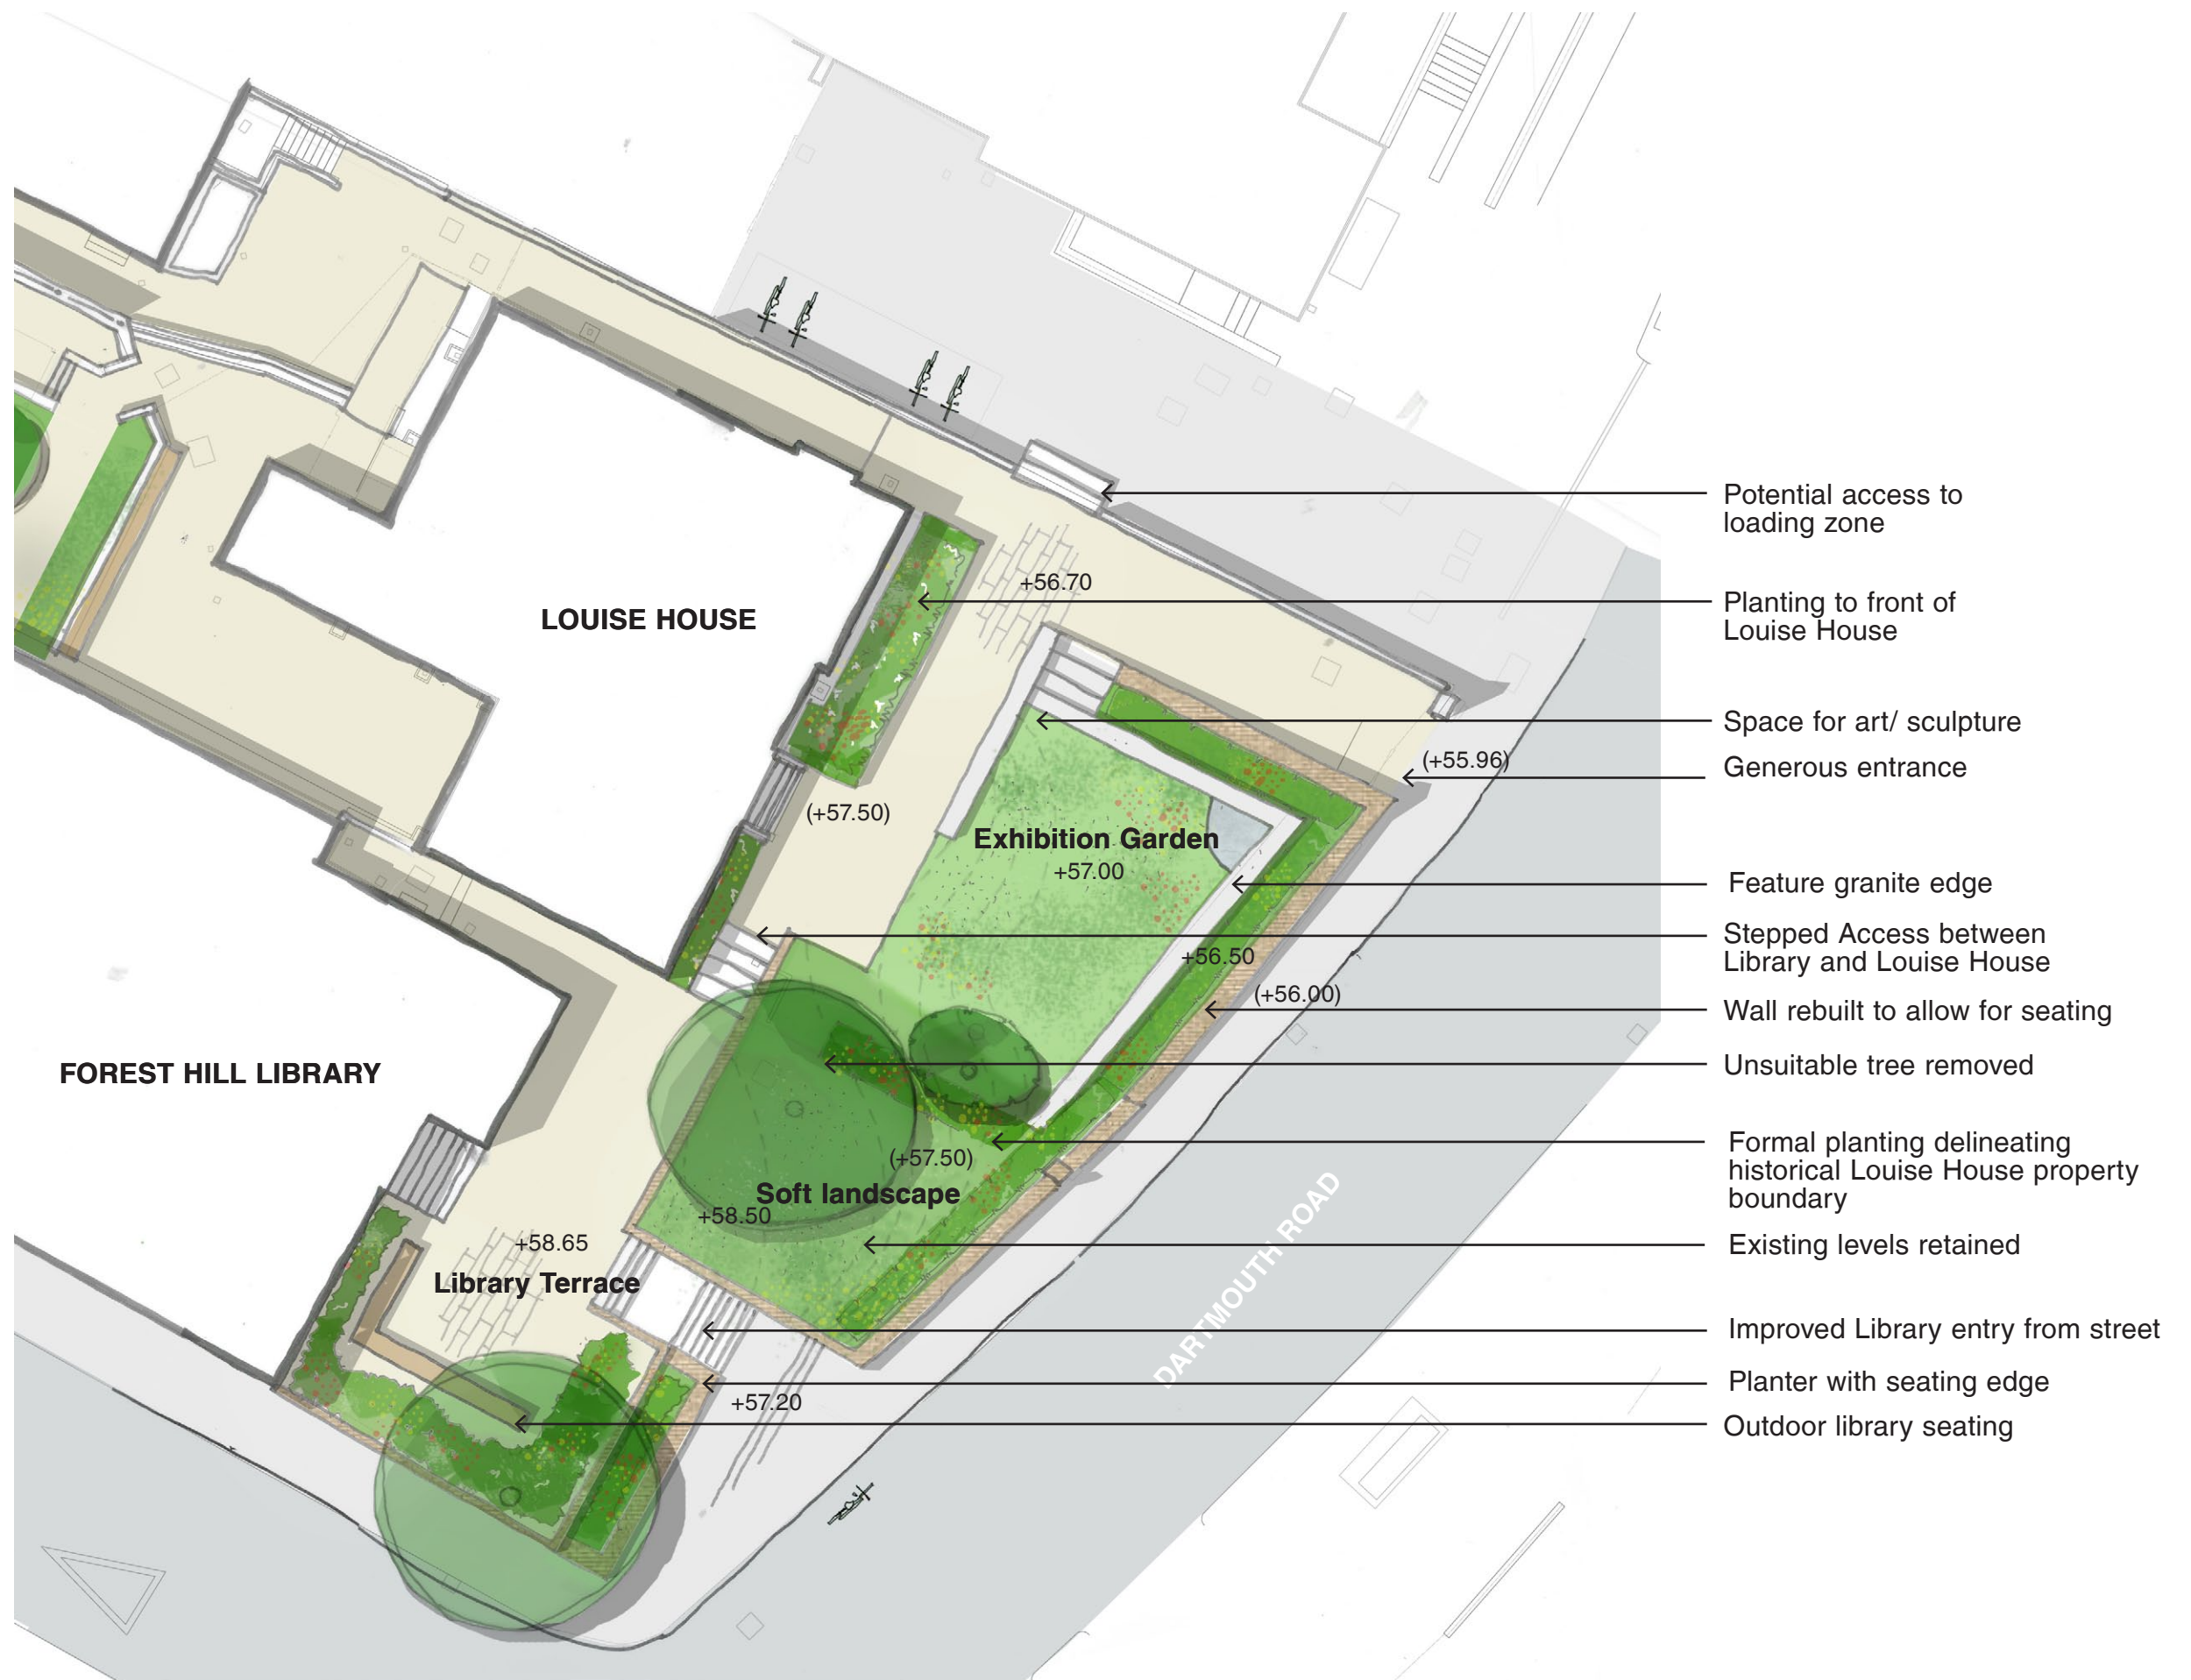 Potential access to
loading zone
+56.70
Planting to front of
Louise House
LOUISE HOUSE
Space for art/ sculpture
(+55.96)
Generous entrance
(+57.50)
Exhibition Garden
+57.00
Feature granite edge
Stepped Access between
Library and Louise House
+56.50
(+56.00)
Wall rebuilt to allow for seating
FOREST HILL LIBRARY
Unsuitable tree removed
Formal planting delineating
historical Louise House property
boundary
(+57.50)
Soft landscape
+58.50
DARTMOUTH ROAD
+58.65
Existing levels retained
Library Terrace
Improved Library entry from street
Planter with seating edge
+57.20
Outdoor library seating